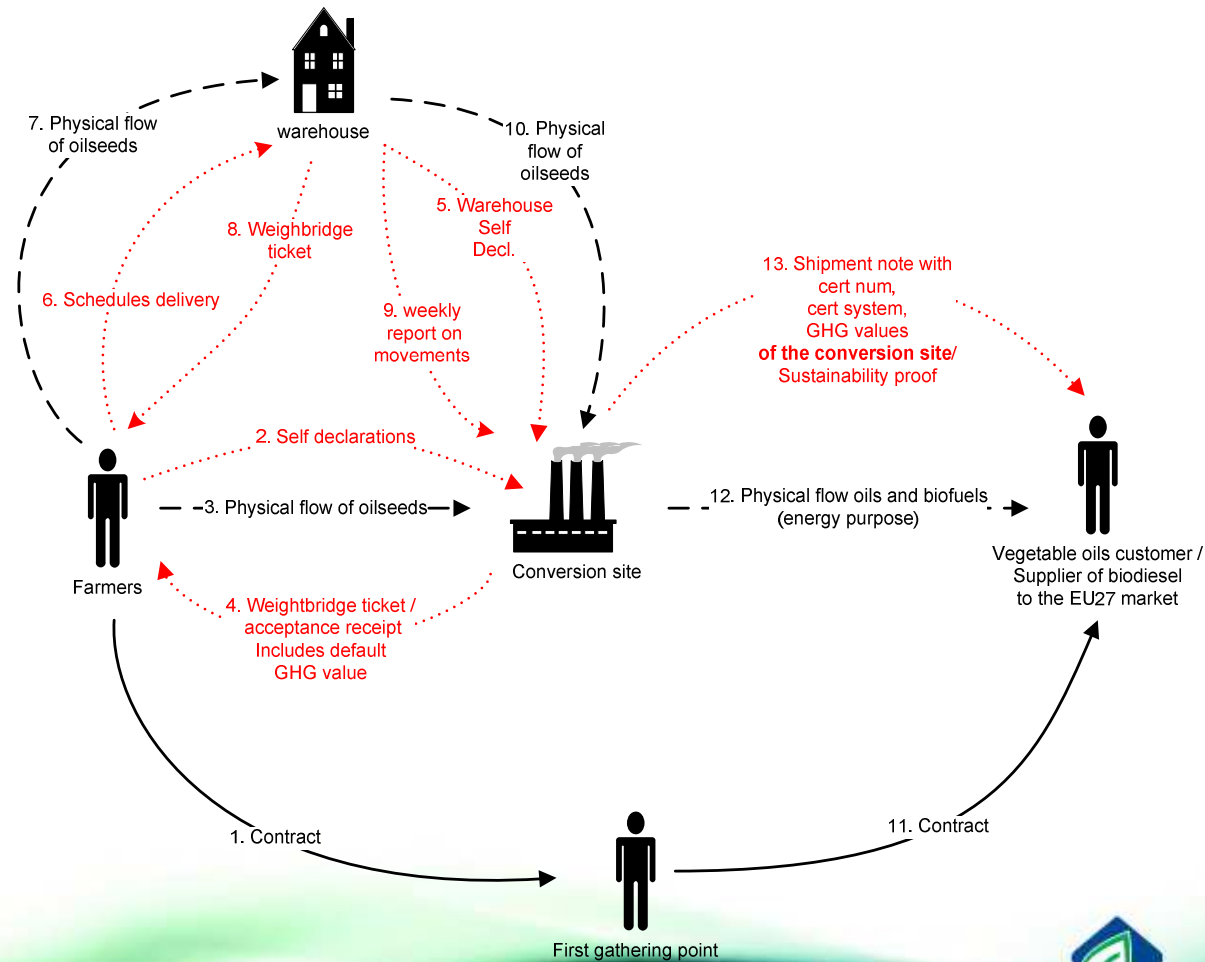 warehouse
7. Physical flow
of oilseeds
10. Physical
flow of
oilseeds
5. Warehouse
Self
Decl.
8. Weighbridge
ticket
6. Schedules delivery
9. weekly
report on
movements
13. Shipment note with
cert num,
cert system,
GHG values
of the conversion site/
Sustainability proof
2. Self declarations
3. Physical flow of oilseeds
12. Physical flow oils and biofuels
(energy purpose)
Farmers
Conversion site
Vegetable oils customer /
Supplier of biodiesel
to the EU27 market
4. Weightbridge ticket /
acceptance receipt
Includes default
GHG value
1. Contract
11. Contract
First gathering point